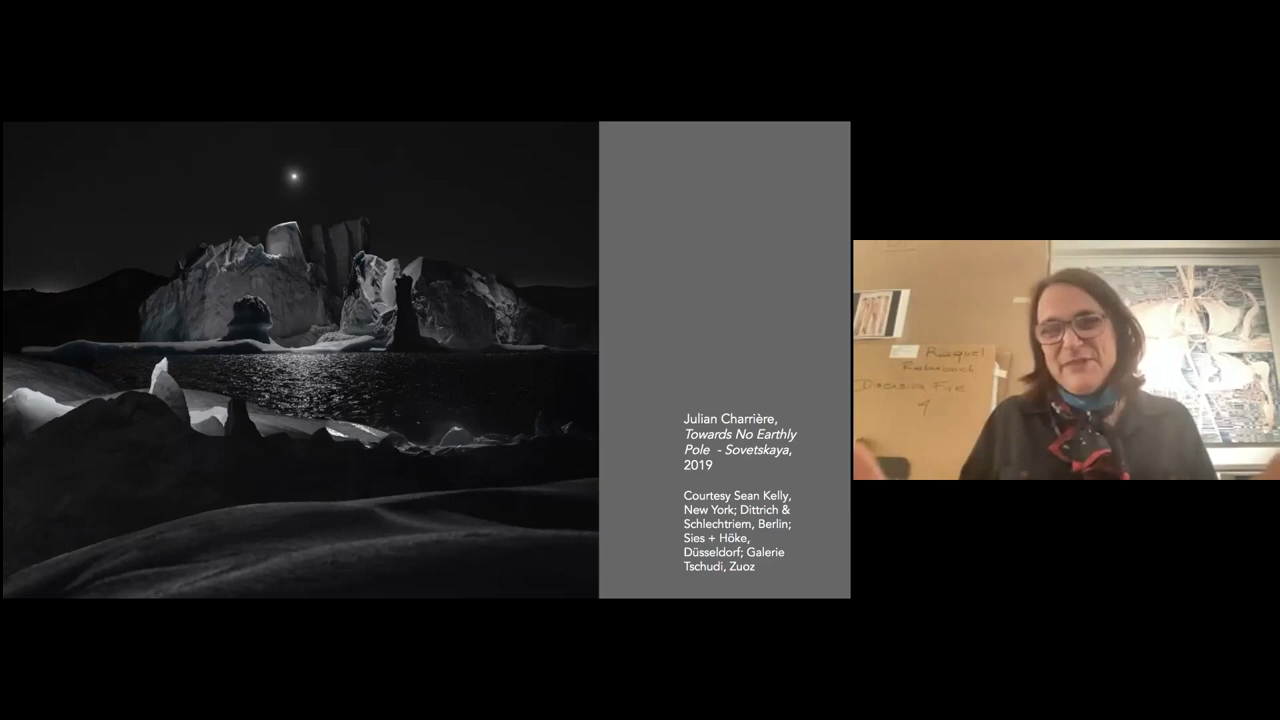 Julian Charrière,
Towards No Earthly
Pole - Sovetskaya,
2019
Courtesy Sean Kelly,
New York; Dittrich &
Schlechtriem, Berlin;
Sies + Höke,
Düsseldorf; Galerie
Tschudi, Zuoz
Raquel
4